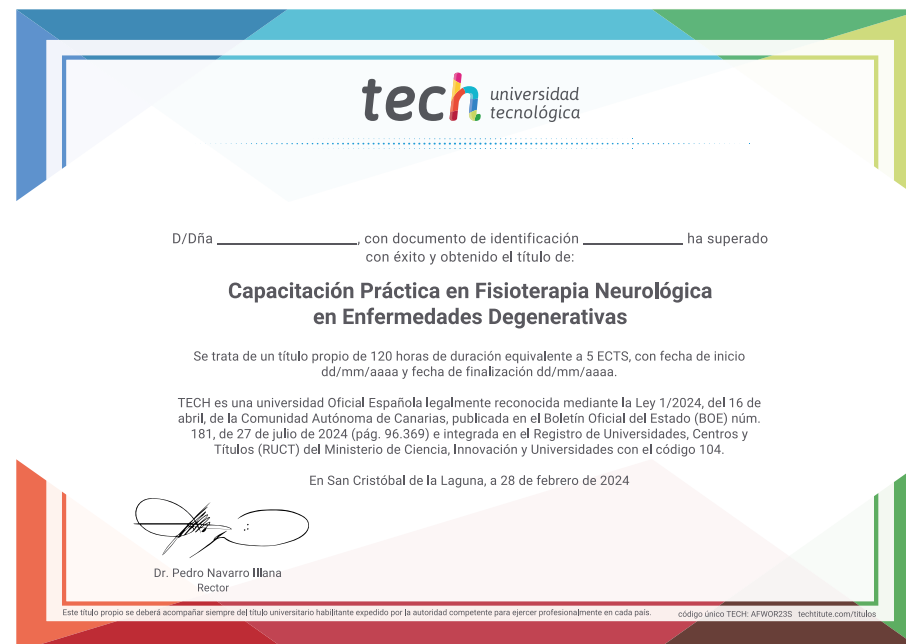 tech universidad
tecnológica
D/Dña ________________, con documento de identificación ____________ ha superado
con éxito y obtenido el título de:
Capacitación Práctica en Fisioterapia Neurológica
en Enfermedades Degenerativas
Se trata de un título propio de 120 horas de duración equivalente a 5 ECTS, con fecha de inicio
dd/mm/aaaa y fecha de finalización dd/mm/aaaa.
TECH es una universidad Oficial Española legalmente reconocida mediante la Ley 1/2024, del 16 de
abril, de la Comunidad Autónoma de Canarias, publicada en el Boletín Oficial del Estado (BOE) núm.
181, de 27 de julio de 2024 (pág. 96.369) e integrada en el Registro de Universidades, Centros y
Títulos (RUCT) del Ministerio de Ciencia, Innovación y Universidades con el código 104.
En San Cristóbal de la Laguna, a 28 de febrero de 2024
Dr. Pedro Navarro Illana
Rector
Este título propio se deberá acompañar siempre del título universitario habilitante expedido por la autoridad competente para ejercer profesionalmente en cada país.
código único TECH: AFWOR23S techtitute.com/titulos